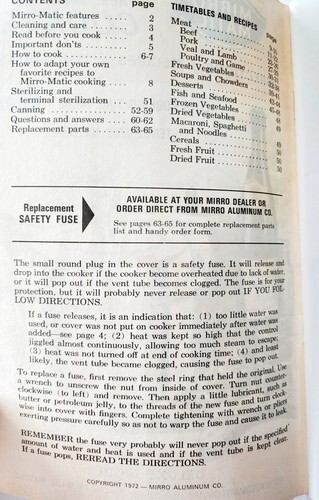 CONTENTS page
Mirro-Matic features . . . . . 2
Cleaning and care . . . . . . . 3
Read before you cook . . . . 4
Important don'ts . . . . . . . . 5
How to cook . . . . . . . . . . 6-7
How to adapt your own
favorite recipes to
Mirro-Matic cooking . . . 8
Sterilizing and
terminal sterilization . . . 51
Canning . . . . . . . . . . . 52-59
Questions and answers . . 60-62
Replacement parts . . . . . 63-65
TIMETABLES AND RECIPES
page
Meat
Beef
Pork
Veal and Lamb
Poultry and Game
Fresh Vegetables
Soups and Chowders
Desserts
Fish and Seafood
Frozen Vegetables
Dried Vegetables
Macaroni, Spaghetti
and Noodles . . . . . . . . 49
Cereals . . . . . . . . . . . . 49
Fresh Fruit . . . . . . . . . . 50
Dried Fruit . . . . . . . . . . 50
Replacement
SAFETY FUSE
AVAILABLE AT YOUR MIRRO DEALER OR
ORDER DIRECT FROM MIRRO ALUMINUM CO.
See pages 63-65 for complete replacement parts
list and handy order form.
The small round plug in the cover is a safety fuse. It will release and
drop into the cooker if the cooker become overheated due to lack of water,
or it will pop out if the vent tube becomes clogged. The fuse is for your
protection, but it will probably never release or pop out IF YOU FOL-
LOW DIRECTIONS.
If a fuse releases, it is an indication that: (1) too little water was
used, or cover was not put on cooker immediately after water was
added—see page 4; (2) heat was kept so high that the control
jiggled almost continuously, allowing too much steam to escape;
(3) heat was not turned off at end of cooking time; (4) and least
likely, the vent tube became clogged, causing the fuse to pop out.
To replace a fuse, first remove the steel ring that held the original. Use
a wrench to unscrew the nut from inside of cover. Turn nut counter-
clockwise (to left) and remove. Then apply a little lubricant, such as
butter or petroleum jelly, to the threads of the new fuse and turn clock-
wise into cover with fingers. Complete tightening with wrench or pliers
exerting pressure carefully so as not to warp the fuse and cause it to leak.
REMEMBER the fuse very probably will never pop out if the specified
amount of water and heat is used and if the vent tube is kept clear.
If a fuse pops, REREAD THE DIRECTIONS.
COPYRIGHT 1972 — MIRRO ALUMINUM CO.